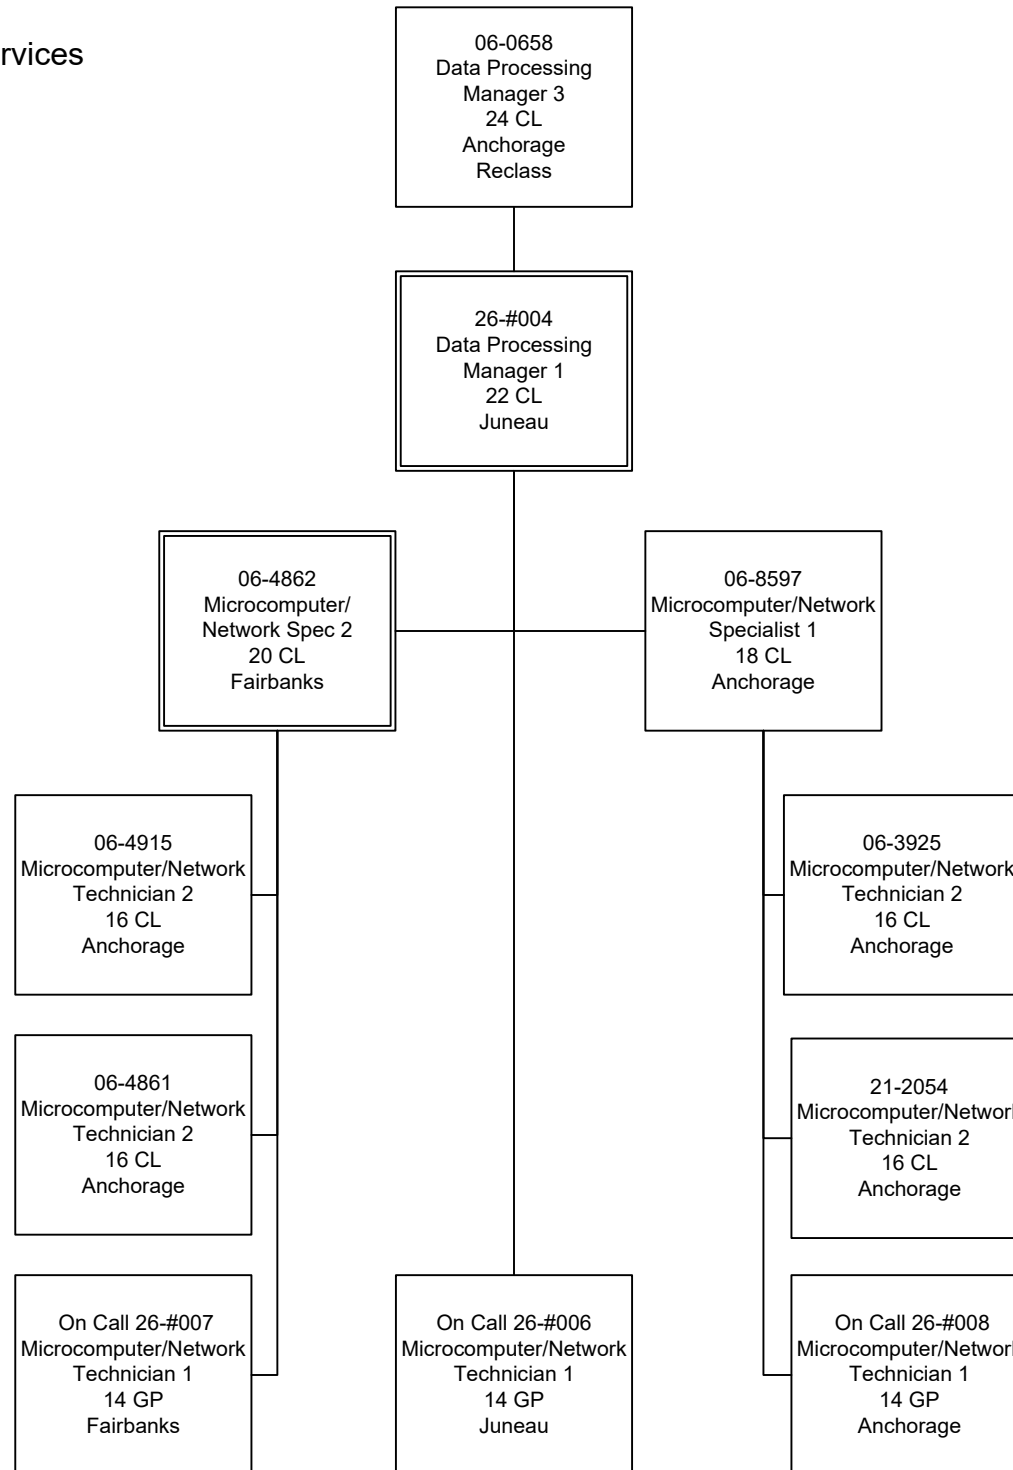 rvices
06-0658
Data Processing
Manager 3
24 CL
Anchorage
Reclass
26-#004
Data Processing
Manager 1
22 CL
Juneau
06-4862
Microcomputer/
Network Spec 2
20 CL
Fairbanks
06-8597
Microcomputer/Network
Specialist 1
18 CL
Anchorage
06-4915
Microcomputer/Network
Technician 2
16 CL
Anchorage
06-3925
Microcomputer/Network
Technician 2
16 CL
Anchorage
06-4861
Microcomputer/Network
Technician 2
16 CL
Anchorage
21-2054
Microcomputer/Network
Technician 2
16 CL
Anchorage
On Call 26-#007
Microcomputer/Network
Technician 1
14 GP
Fairbanks
On Call 26-#006
Microcomputer/Network
Technician 1
14 GP
Juneau
On Call 26-#008
Microcomputer/Network
Technician 1
14 GP
Anchorage